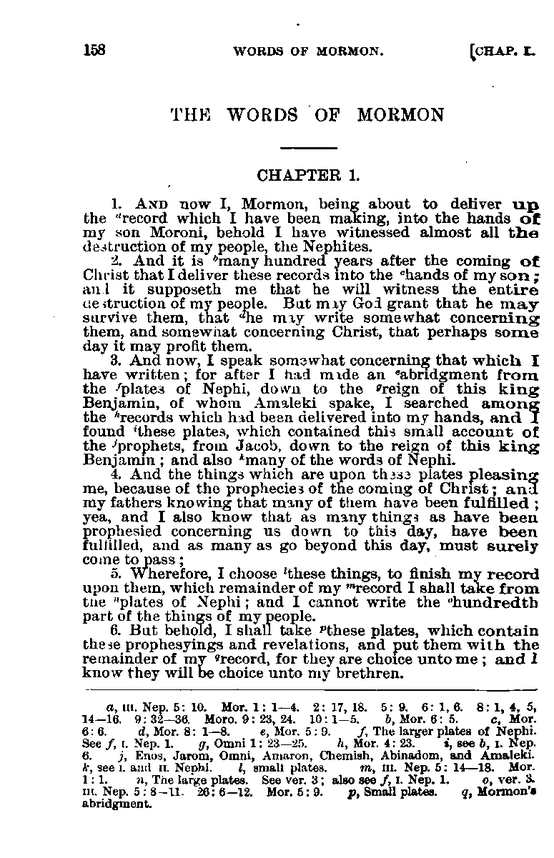 158 WORDS OF MORMON. [CHAP. I.
THE WORDS OF MORMON
CHAPTER 1.
1. AND now I, Mormon, being about to deliver up
the ᵃrecord which I have been making, into the hands of
my son Moroni, behold I have witnessed almost all the
destruction of my people, the Nephites.
2. And it is ᵇmany hundred years after the coming of
Christ that I deliver these records into the ᶜhands of my son;
and it supposeth me that he will witness the entire
destruction of my people. But may God grant that he may
survive them, that ᵈhe may write somewhat concerning
them, and somewhat concerning Christ, that perhaps some
day it may profit them.
3. And now, I speak somewhat concerning that which I
have written; for after I had made an ᵉabridgment from
the ᶠplates of Nephi, down to the ᵍreign of this king
Benjamin, of whom Amaleki spake, I searched among
the ʰrecords which had been delivered into my hands, and I
found ⁱthese plates, which contained this small account of
the ʲprophets, from Jacob, down to the reign of this king
Benjamin; and also ᵏmany of the words of Nephi.
4. And the things which are upon these plates pleasing
me, because of the prophecies of the coming of Christ; and
my fathers knowing that many of them have been fulfilled;
yea, and I also know that as many things as have been
prophesied concerning us down to this day, have been
fulfilled, and as many as go beyond this day, must surely
come to pass;
5. Wherefore, I choose ˡthese things, to finish my record
upon them, which remainder of my ᵐrecord I shall take from
the ⁿplates of Nephi; and I cannot write the ᵒhundredth
part of the things of my people.
6. But behold, I shall take ᵖthese plates, which contain
these prophesyings and revelations, and put them with the
remainder of my qrecord, for they are choice unto me; and I
know they will be choice unto my brethren.
a, III. Nep. 5: 10. Mor. 1: 1—4. 2: 17, 18. 5: 9. 6: 1, 6. 8: 1, 4, 5,
14—16. 9: 32—36. Moro. 9: 23, 24. 10: 1—5. b, Mor. 6: 5. c, Mor.
6: 6. d, Mor. 8: 1—8. e, Mor. 5: 9. f, The larger plates of Nephi.
See f, I. Nep. 1. g, Omni 1: 23—25. h, Mor. 4: 23. i, see b, I. Nep.
6. j, Enos, Jarom, Omni, Amaron, Chemish, Abinadom, and Amaleki.
k, see I. and II. Nephi. l, small plates. m, III. Nep. 5: 14—18. Mor.
1: 1. n, The large plates. See ver. 3; also see f, I. Nep. 1. o, ver. 3.
III. Nep. 5: 8—11. 26: 6—12. Mor. 5: 9. p, Small plates. q, Mormon's
abridgment.